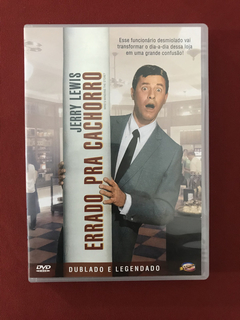 Esse funcionário desmiolado vai
transformar o dia-a-dia dessa loja
em uma grande confusão!
JERRY LEWIS
ERRADO PRA CACHORRO
DVD
DUBLADO E LEGENDADO